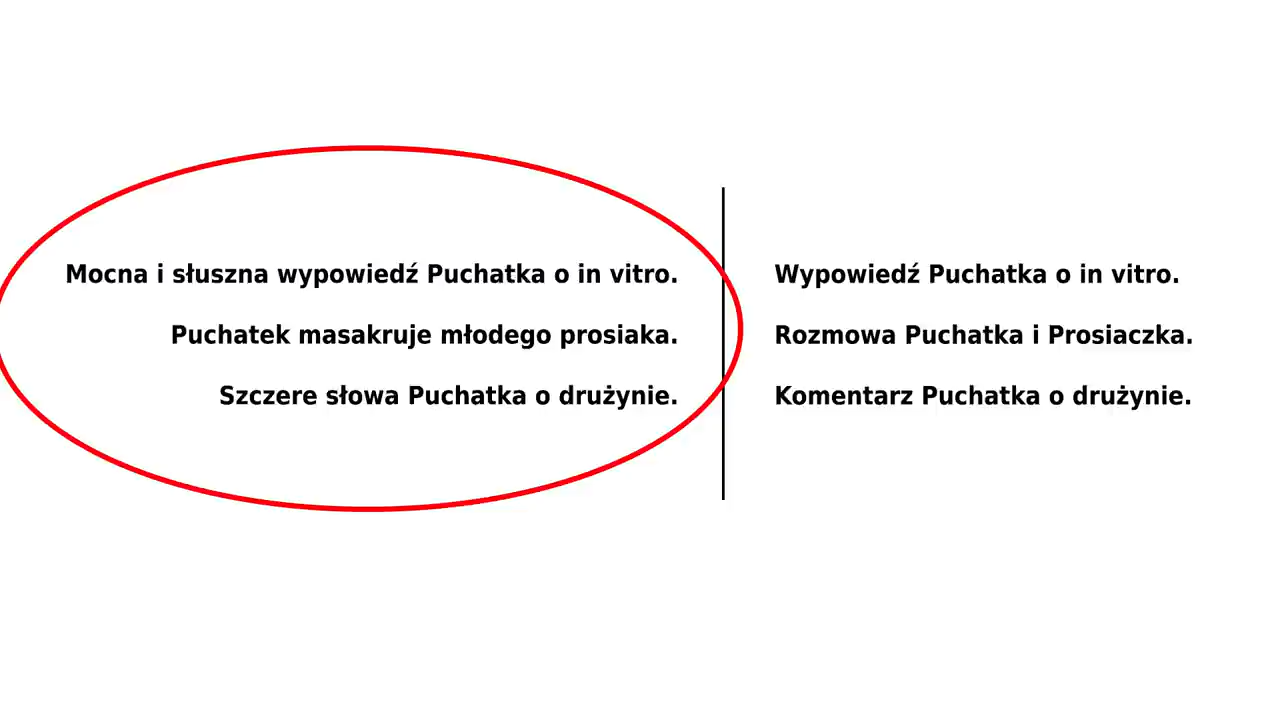 Mocna i słuszna wypowiedź Puchatka o in vitro.
Puchatek masakruje młodego prosiaka.
Szczere słowa Puchatka o drużynie.
Wypowiedź Puchatka o in vitro.
Rozmowa Puchatka i Prosiaczka.
Komentarz Puchatka o drużynie.